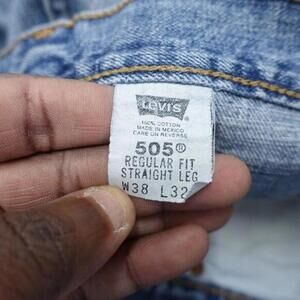 LEVI'S
100% COTTON
MADE IN MEXICO
CARE ON REVERSE
505®
REGULAR FIT
STRAIGHT LEG
W38 L32